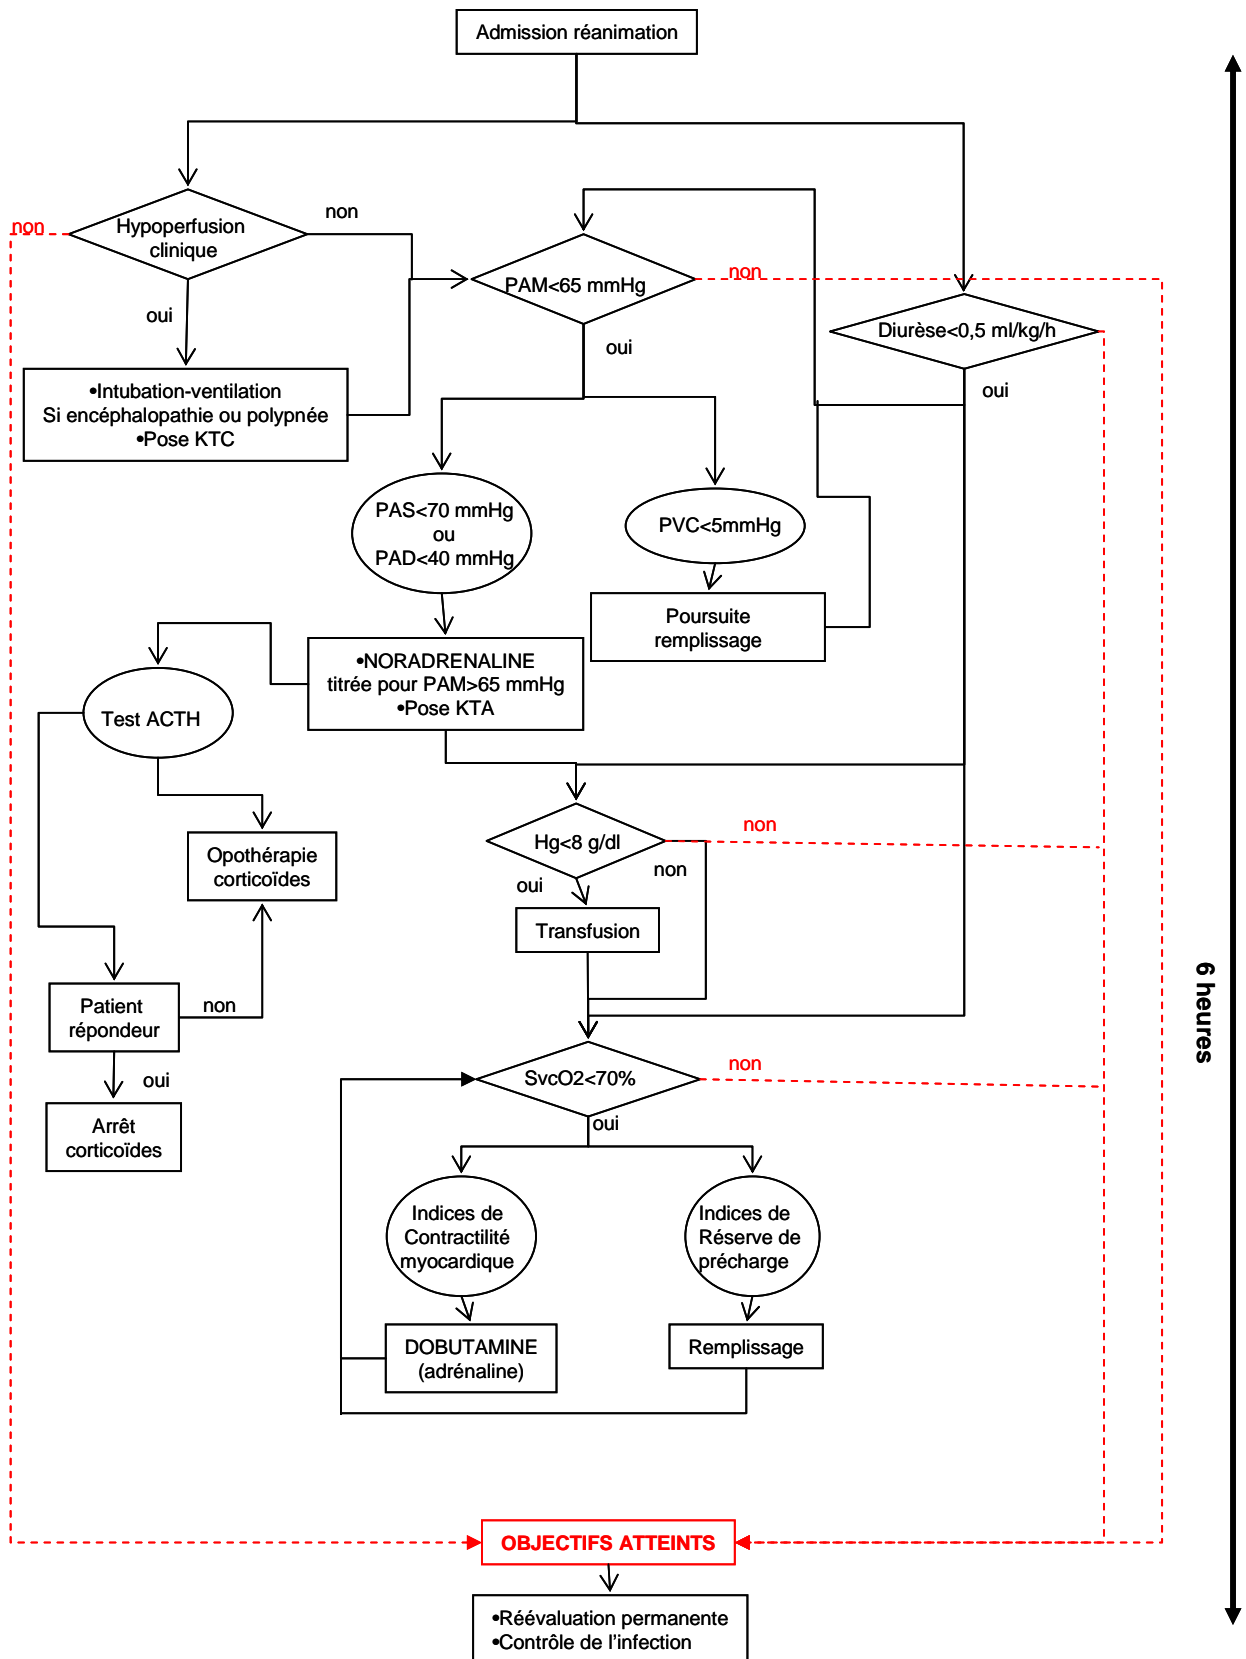 Admission réanimation
non
Hypoperfusion
clinique
non
PAM<65 mmHg
non
Diurèse<0,5 ml/kg/h
oui
oui
oui
•Intubation-ventilation
Si encéphalopathie ou polypnée
•Pose KTC
PAS<70 mmHg
ou
PAD<40 mmHg
PVC<5mmHg
Poursuite
remplissage
•NORADRENALINE
titrée pour PAM>65 mmHg
•Pose KTA
Test ACTH
Opothérapie
corticoïdes
Hg<8 g/dl
non
non
oui
Transfusion
Patient
répondeur
non
oui
Arrêt
corticoïdes
SvcO2<70%
non
oui
Indices de
Contractilité
myocardique
Indices de
Réserve de
précharge
DOBUTAMINE
(adrénaline)
Remplissage
6 heures
OBJECTIFS ATTEINTS
•Réévaluation permanente
•Contrôle de l'infection